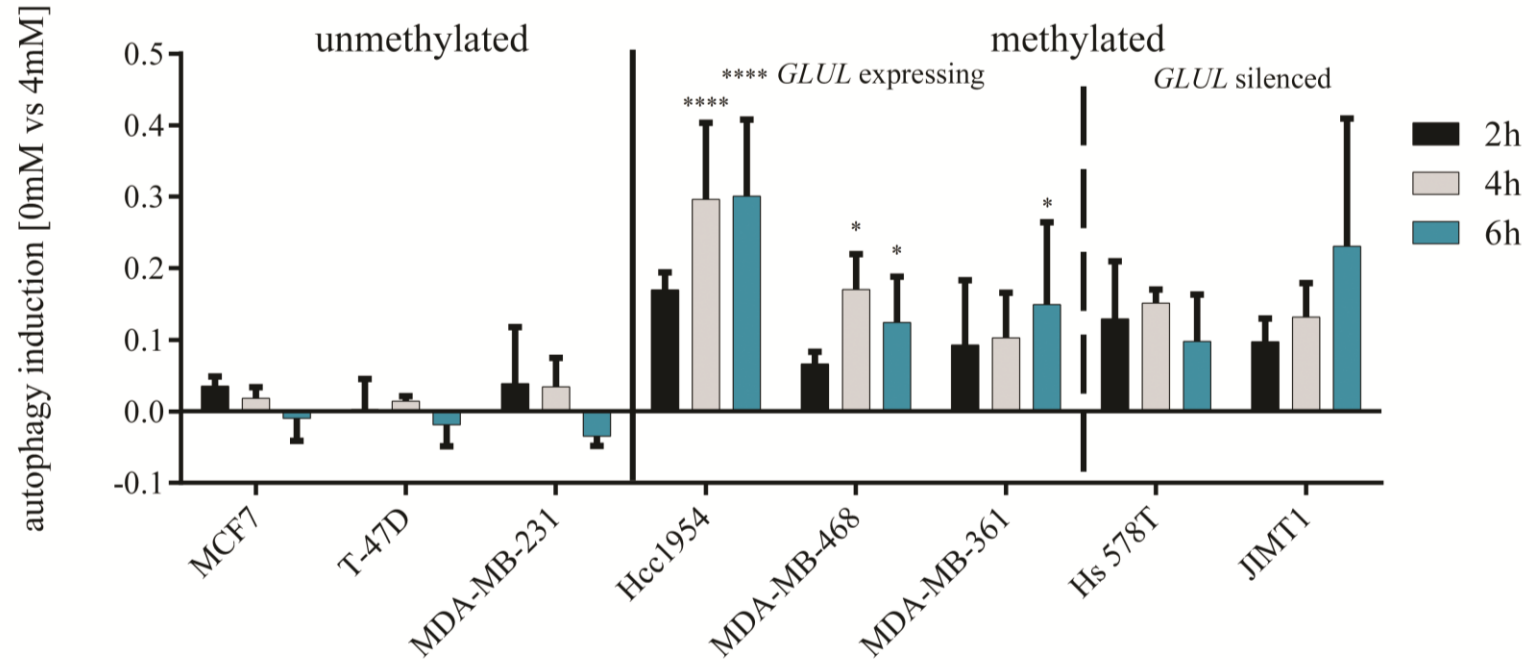 autophagy induction [0mM vs 4mM]
unmethylated
methylated
**** GLUL expressing
GLUL silenced
****
*
*
*
0.5
0.4
0.3
0.2
0.1
0.0
-0.1
2h
4h
6h
MCF7
T-47D
MDA-MB-231
Hcc1954
MDA-MB-468
MDA-MB-361
Hs 578T
JIMT1